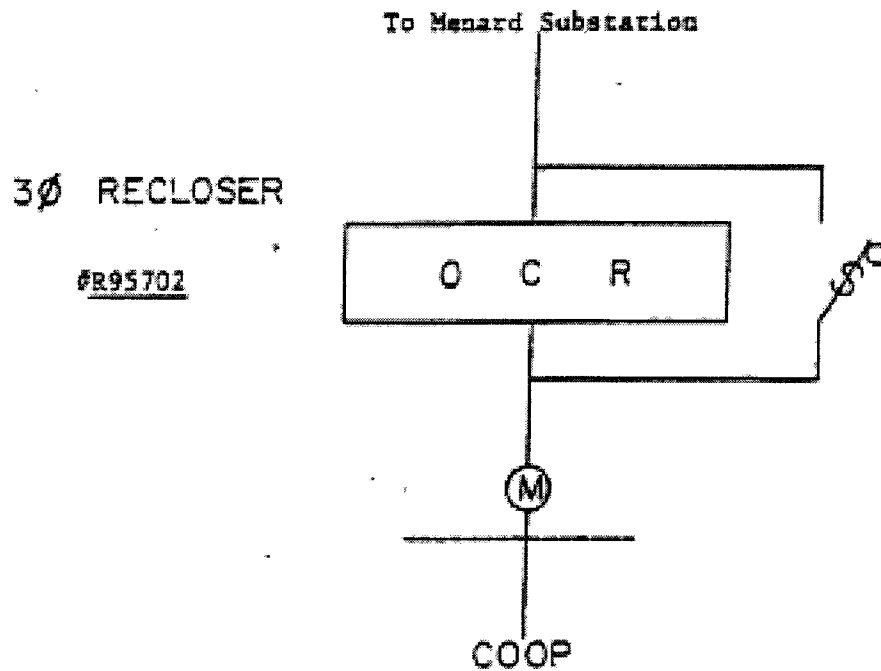 To Menard Substation
3Ø RECLOSER
#R95702
O C R
M
COOP